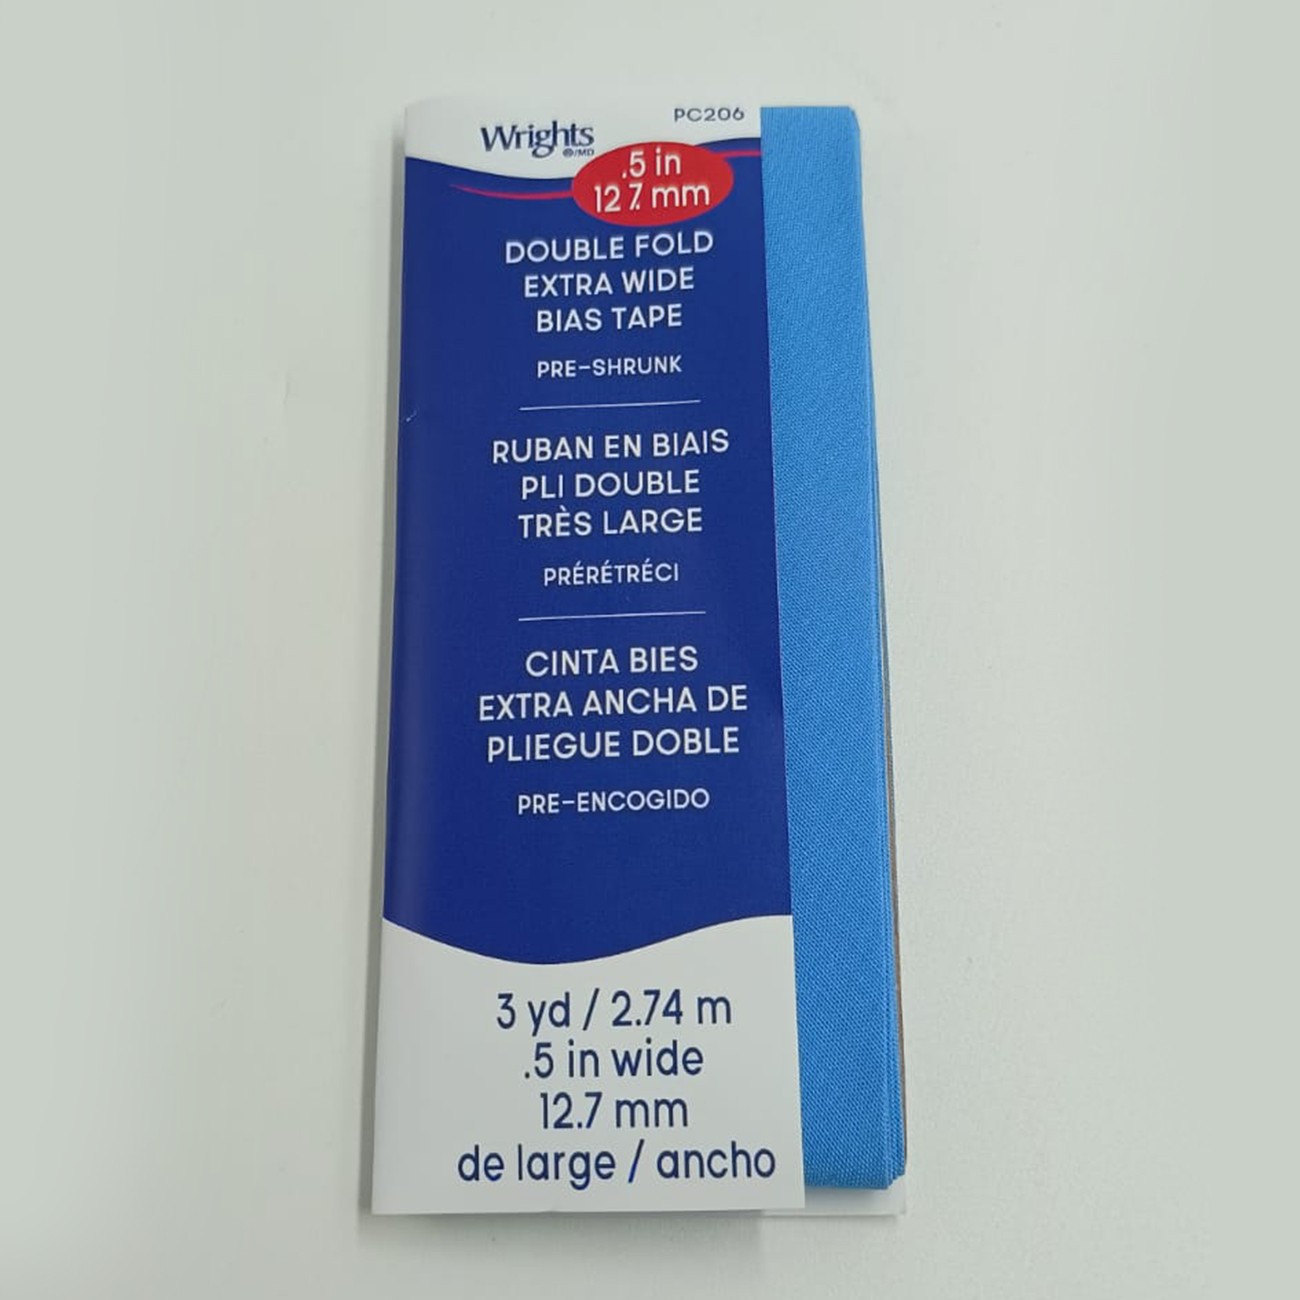 Wrights
®/MD
PC206
.5 in
12.7 mm
DOUBLE FOLD
EXTRA WIDE
BIAS TAPE
PRE-SHRUNK
RUBAN EN BIAIS
PLI DOUBLE
TRÈS LARGE
PRÉRÉTRÉCI
CINTA BIES
EXTRA ANCHA DE
PLIEGUE DOBLE
PRE-ENCOGIDO
3 yd / 2.74 m
.5 in wide
12.7 mm
de large / ancho